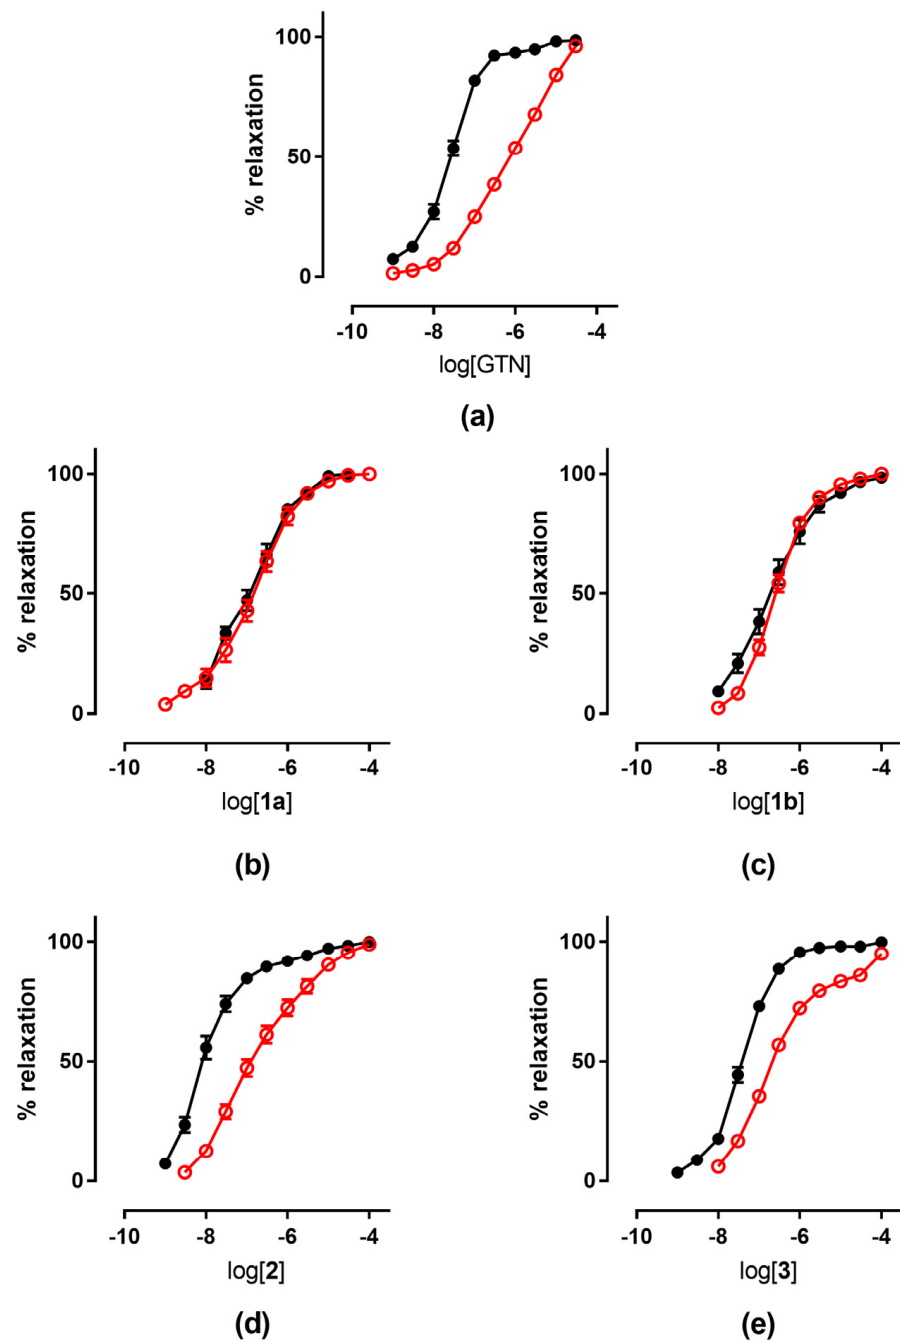 100
50
0
% relaxation
-10 -8 -6 -4
log[GTN]
(a)
100
50
0
% relaxation
-10 -8 -6 -4
log[1a]
(b)
100
50
0
% relaxation
-10 -8 -6 -4
log[1b]
(c)
100
50
0
% relaxation
-10 -8 -6 -4
log[2]
(d)
100
50
0
% relaxation
-10 -8 -6 -4
log[3]
(e)